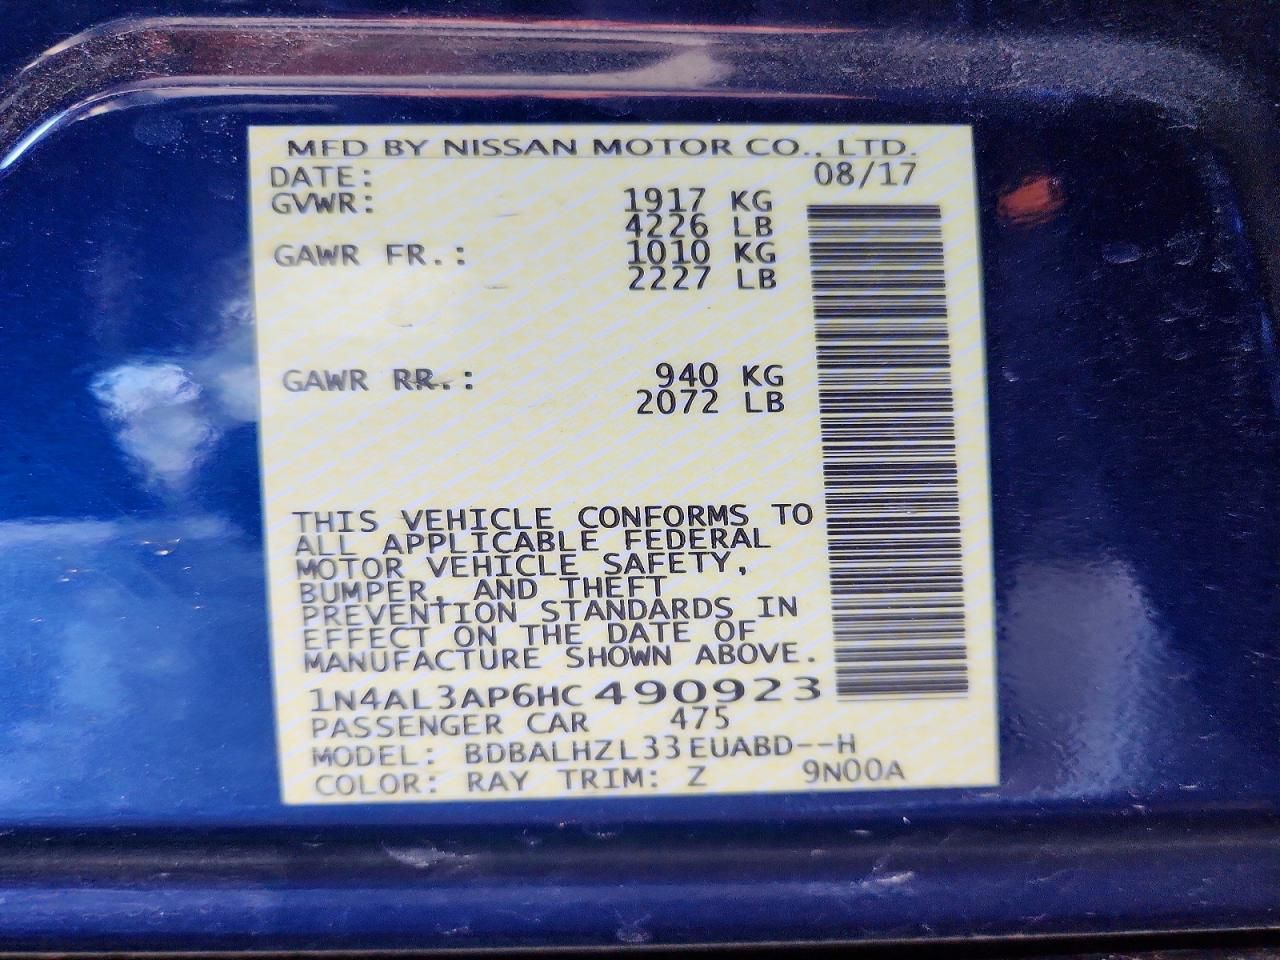 MFD BY NISSAN MOTOR CO., LTD.
DATE: 08/17
GVWR: 1917 KG
4226 LB
GAWR FR.: 1010 KG
2227 LB
GAWR RR.: 940 KG
2072 LB
THIS VEHICLE CONFORMS TO
ALL APPLICABLE FEDERAL
MOTOR VEHICLE SAFETY,
BUMPER, AND THEFT
PREVENTION STANDARDS IN
EFFECT ON THE DATE OF
MANUFACTURE SHOWN ABOVE.
1N4AL3AP6HC490923
PASSENGER CAR 475
MODEL: BDBALHZL33EUABD--H
COLOR: RAY TRIM: Z 9N00A